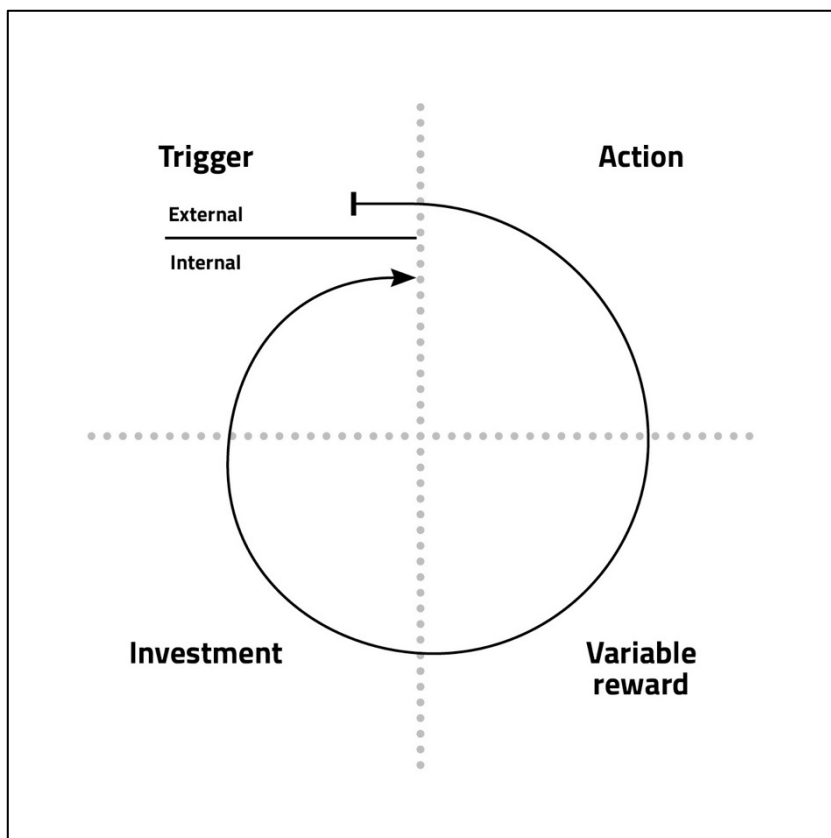 Trigger
Action
External
Internal
Investment
Variable
reward